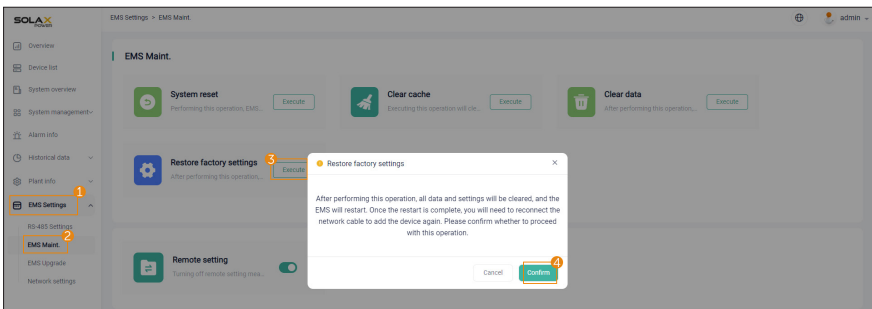 SOLAX
POWER
EMS Settings > EMS Maint.
admin
Overview
Device list
System overview
System management
Alarm info
Historical data
Plant info
1
EMS Settings
RS-485 Settings
2
EMS Maint.
EMS Upgrade
Network settings
EMS Maint.
System reset
Performing this operation, EMS...
Execute
Clear cache
Executing this operation will cle...
Execute
Clear data
After performing this operation,...
Execute
Restore factory settings
After performing this operation,...
3
Execute
Remote setting
Turning off remote setting mea...
Restore factory settings
×
After performing this operation, all data and settings will be cleared, and the
EMS will restart. Once the restart is complete, you will need to reconnect the
network cable to add the device again. Please confirm whether to proceed
with this operation.
Cancel
4
Confirm